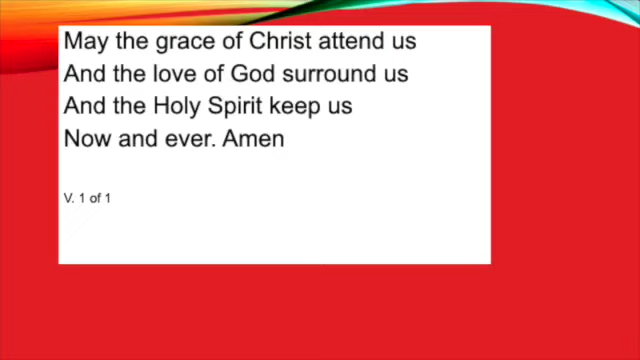 May the grace of Christ attend us
And the love of God surround us
And the Holy Spirit keep us
Now and ever. Amen
V. 1 of 1